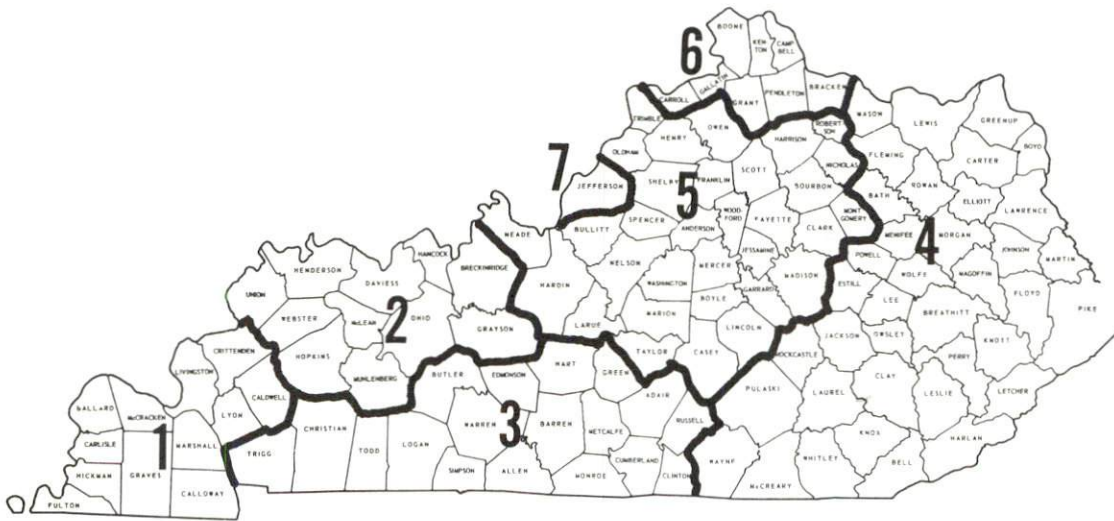 BOONE
KEN
TON
CAMP
BELL
6
GALLATIN
CARROLL
GRANT
PENDLETON
BRACKEN
TRIMBLE
OWEN
ROBERT
SON
MASON
LEWIS
GREENUP
HENRY
HARRISON
OLDHAM
FLEMING
CARTER
BOYD
7
NICHOLAS
SCOTT
JEFFERSON
SHELBY
FRANKLIN
5
BOURBON
BATH
ROWAN
ELLIOTT
LAWRENCE
WOOD
FORD
FAYETTE
MONT
GOMERY
SPENCER
ANDERSON
CLARK
MENIFEE
4
MORGAN
MEADE
BULLITT
JESSAMINE
POWELL
JOHNSON
MARTIN
HANCOCK
BRECKINRIDGE
NELSON
MERCER
MADISON
WOLFE
MAGOFFIN
HENDERSON
DAVIESS
HARDIN
WASHINGTON
GARRARD
ESTILL
LEE
FLOYD
UNION
WEBSTER
McLEAN
2
OHIO
GRAYSON
LARUE
MARION
BOYLE
LINCOLN
BREATHITT
PIKE
CRITTENDEN
HOPKINS
MUHLENBERG
BUTLER
EDMONSON
HART
GREEN
TAYLOR
CASEY
ROCKCASTLE
JACKSON
OWSLEY
KNOTT
PERRY
LIVINGSTON
CALDWELL
LYON
ADAIR
PULASKI
LAUREL
CLAY
LESLIE
LETCHER
BALLARD
McCRACKEN
CARLISLE
1
MARSHALL
TRIGG
CHRISTIAN
TODD
LOGAN
WARREN
3
BARREN
METCALFE
RUSSELL
KNOX
HARLAN
HICKMAN
GRAVES
SIMPSON
ALLEN
MONROE
CUMBERLAND
CLINTON
WAYNE
WHITLEY
BELL
FULTON
CALLOWAY
McCREARY